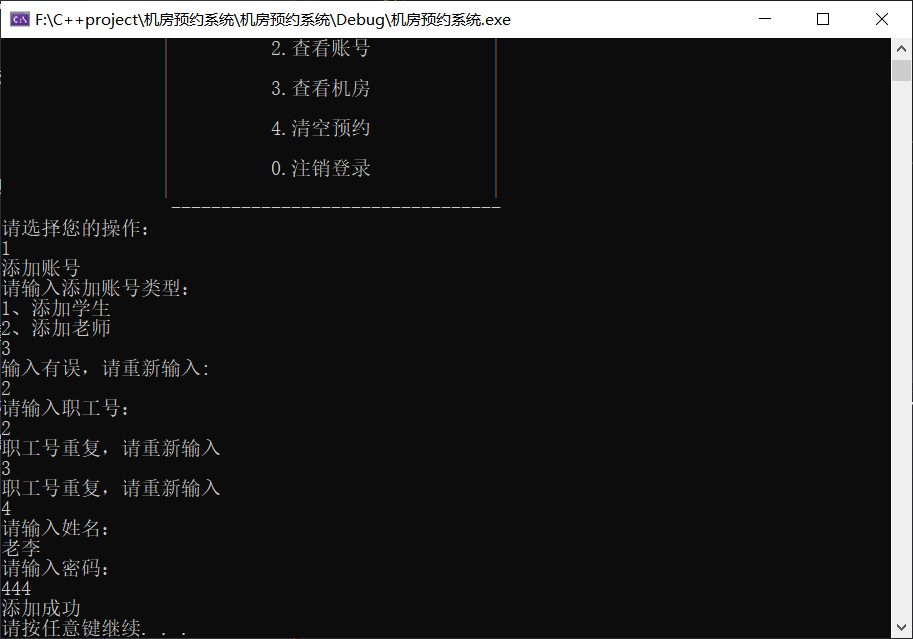 F:\C++project\机房预约系统\机房预约系统\Debug\机房预约系统.exe
2.查看账号
3.查看机房
4.清空预约
0.注销登录
---------------------------------
请选择您的操作：
1
添加账号
请输入添加账号类型：
1、添加学生
2、添加老师
3
输入有误，请重新输入：
2
请输入职工号：
2
职工号重复，请重新输入
3
职工号重复，请重新输入
4
请输入姓名：
老李
请输入密码：
444
添加成功
请按任意键继续. . .